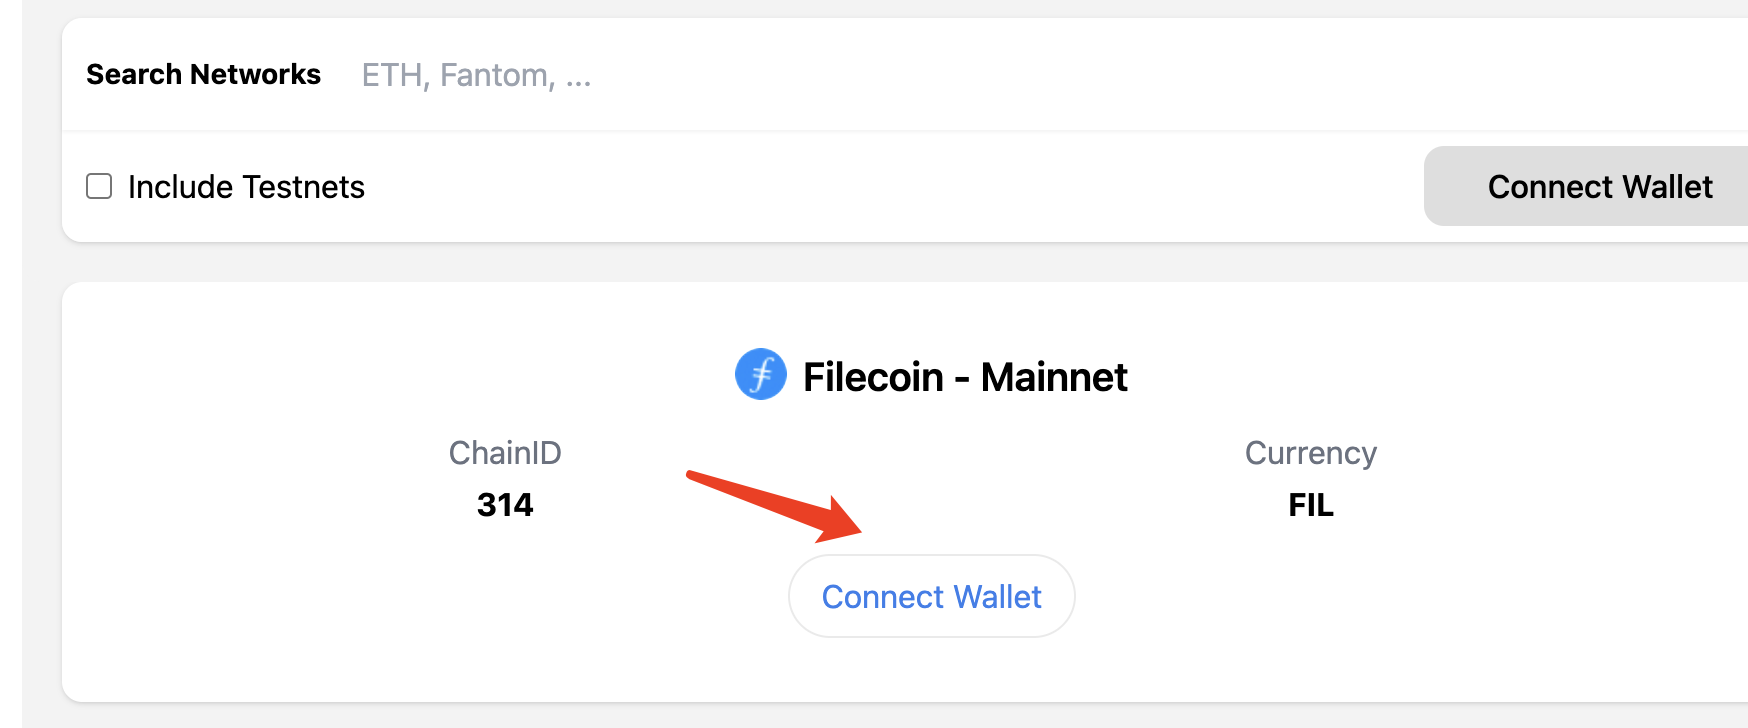 Search Networks ETH, Fantom, ...
Include Testnets
Connect Wallet
Filecoin - Mainnet
ChainID
314
Currency
FIL
Connect Wallet